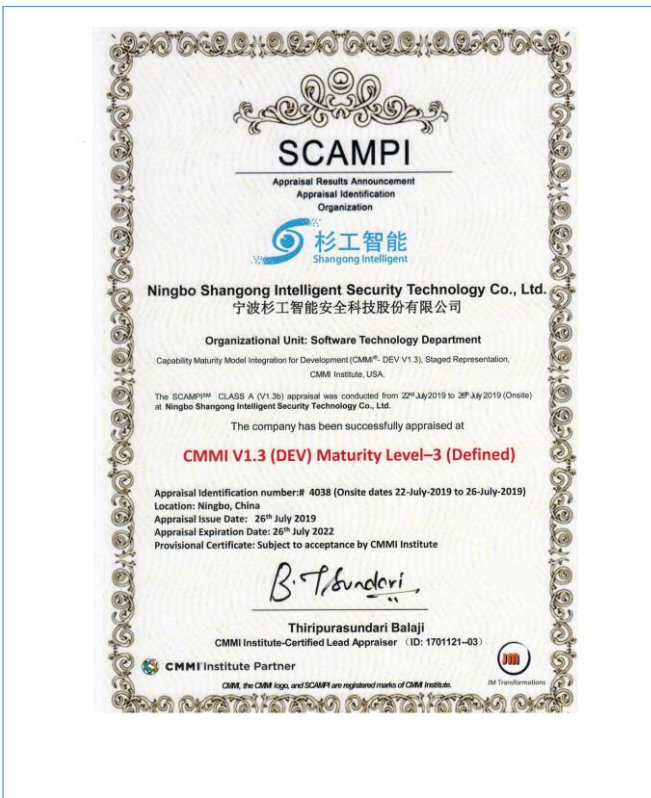 SCAMPI
Appraisal Results Announcement
Appraisal Identification
Organization
杉工智能
Shangong Intelligent
Ningbo Shangong Intelligent Security Technology Co., Ltd.
宁波杉工智能安全科技股份有限公司
Organizational Unit: Software Technology Department
Capability Maturity Model Integration for Development (CMMI®- DEV V1.3), Staged Representation,
CMMI Institute, USA.
The SCAMPI℠ CLASS A (V1.3b) appraisal was conducted from 22nd July2019 to 26th July 2019 (Onsite)
at Ningbo Shangong Intelligent Security Technology Co., Ltd.
The company has been successfully appraised at
CMMI V1.3 (DEV) Maturity Level–3 (Defined)
Appraisal Identification number:# 4038 (Onsite dates 22-July-2019 to 26-July-2019)
Location: Ningbo, China
Appraisal Issue Date: 26th July 2019
Appraisal Expiration Date: 26th July 2022
Provisional Certificate: Subject to acceptance by CMMI Institute
B.T Sundari
Thiripurasundari Balaji
CMMI Institute-Certified Lead Appraiser （ID: 1701121–03）
CMMI Institute Partner
JM
JM Transformations
CMMI, the CMMI logo, and SCAMPI are registered marks of CMMI Institute.